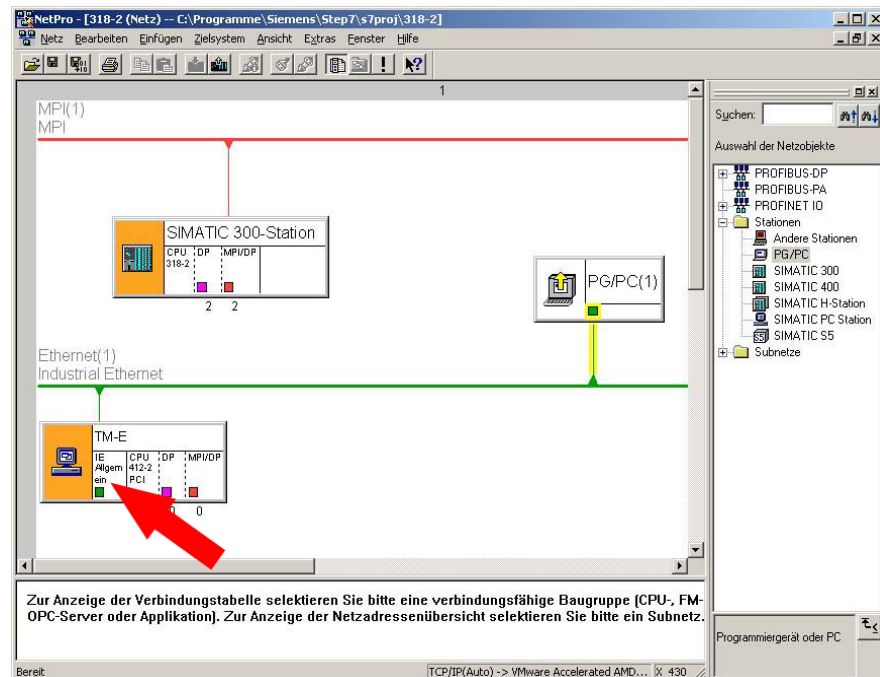 NetPro - [318-2 (Netz) -- C:\Programme\Siemens\Step7\s7proj\318-2]
Netz Bearbeiten Einfügen Zielsystem Ansicht Extras Fenster Hilfe
1
MPI(1)
MPI
SIMATIC 300-Station
CPU DP MPI/DP
318-2
2 2
PG/PC(1)
Ethernet(1)
Industrial Ethernet
TM-E
IE CPU DP MPI/DP
Allgem 412-2
ein PCI
0
Zur Anzeige der Verbindungstabelle selektieren Sie bitte eine verbindungsfähige Baugruppe (CPU-, FM-
OPC-Server oder Applikation). Zur Anzeige der Netzadressenübersicht selektieren Sie bitte ein Subnetz.
Suchen:
Auswahl der Netzobjekte
PROFIBUS-DP
PROFIBUS-PA
PROFINET IO
Stationen
Andere Stationen
PG/PC
SIMATIC 300
SIMATIC 400
SIMATIC H-Station
SIMATIC PC Station
SIMATIC S5
Subnetze
Programmiergerät oder PC
Bereit
TCP/IP(Auto) -> VMware Accelerated AMD... X 430